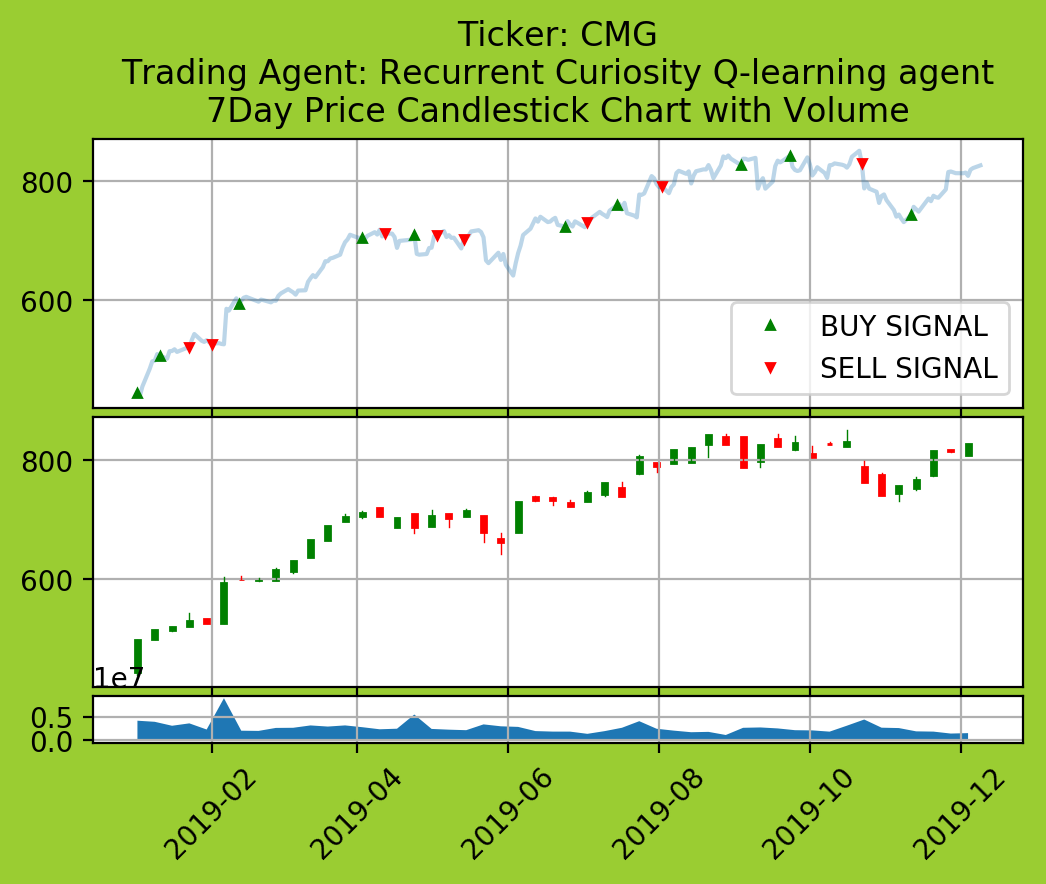 Ticker: CMG
Trading Agent: Recurrent Curiosity Q-learning agent
7Day Price Candlestick Chart with Volume
800
600
BUY SIGNAL
SELL SIGNAL
800
600
1e7
0.5
0.0
2019-02
2019-04
2019-06
2019-08
2019-10
2019-12